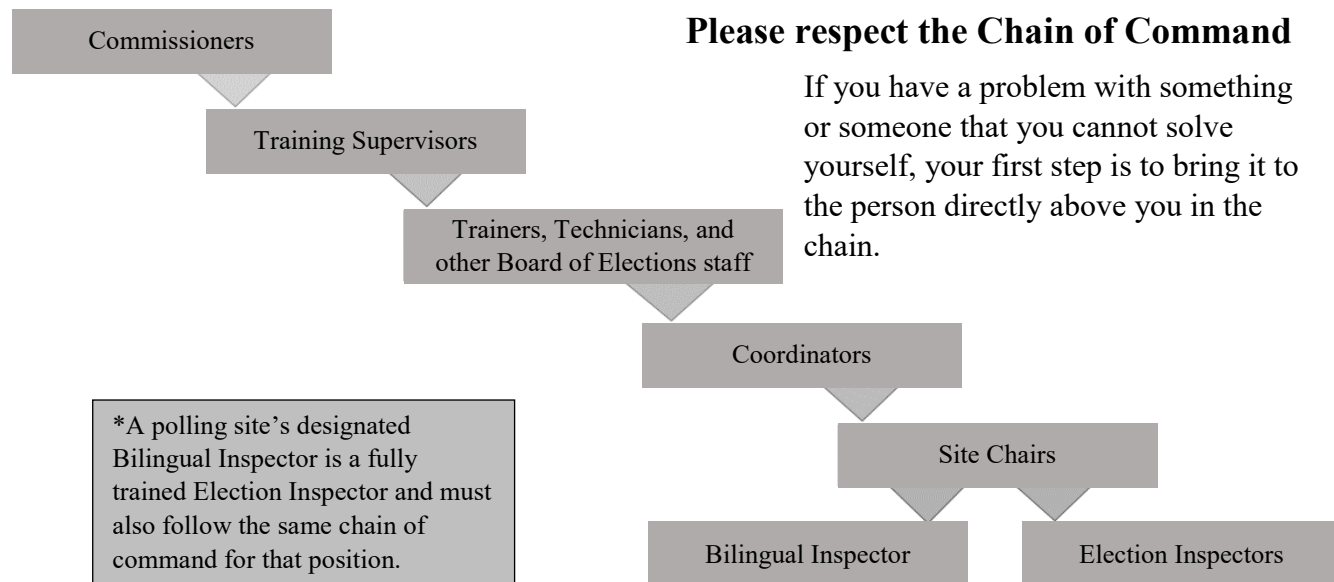 Commissioners
Please respect the Chain of Command
If you have a problem with something
or someone that you cannot solve
yourself, your first step is to bring it to
the person directly above you in the
chain.
Training Supervisors
Trainers, Technicians, and
other Board of Elections staff
Coordinators
Site Chairs
Bilingual Inspector
Election Inspectors
*A polling site’s designated
Bilingual Inspector is a fully
trained Election Inspector and must
also follow the same chain of
command for that position.